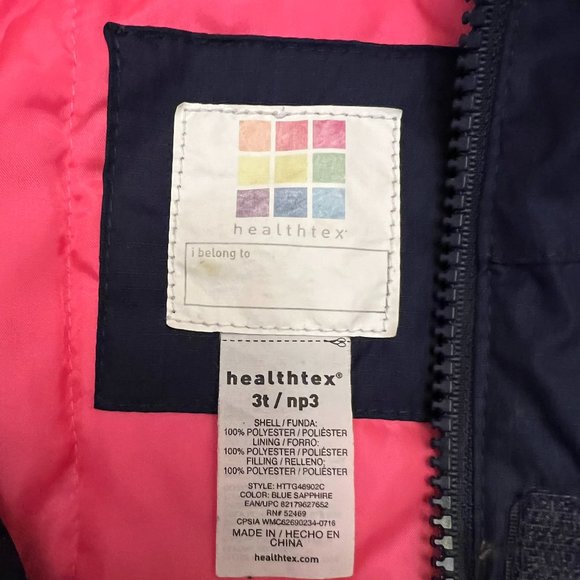 healthtex®
i belong to
healthtex®
3t / np3
SHELL / FUNDA:
100% POLYESTER / POLIÉSTER
LINING / FORRO:
100% POLYESTER / POLIÉSTER
FILLING / RELLENO:
100% POLYESTER / POLIÉSTER
STYLE: HTTG46902C
COLOR: BLUE SAPPHIRE
EAN/UPC 82179627652
RN# 52469
CPSIA WMC62690234-0716
MADE IN / HECHO EN
CHINA
healthtex.com